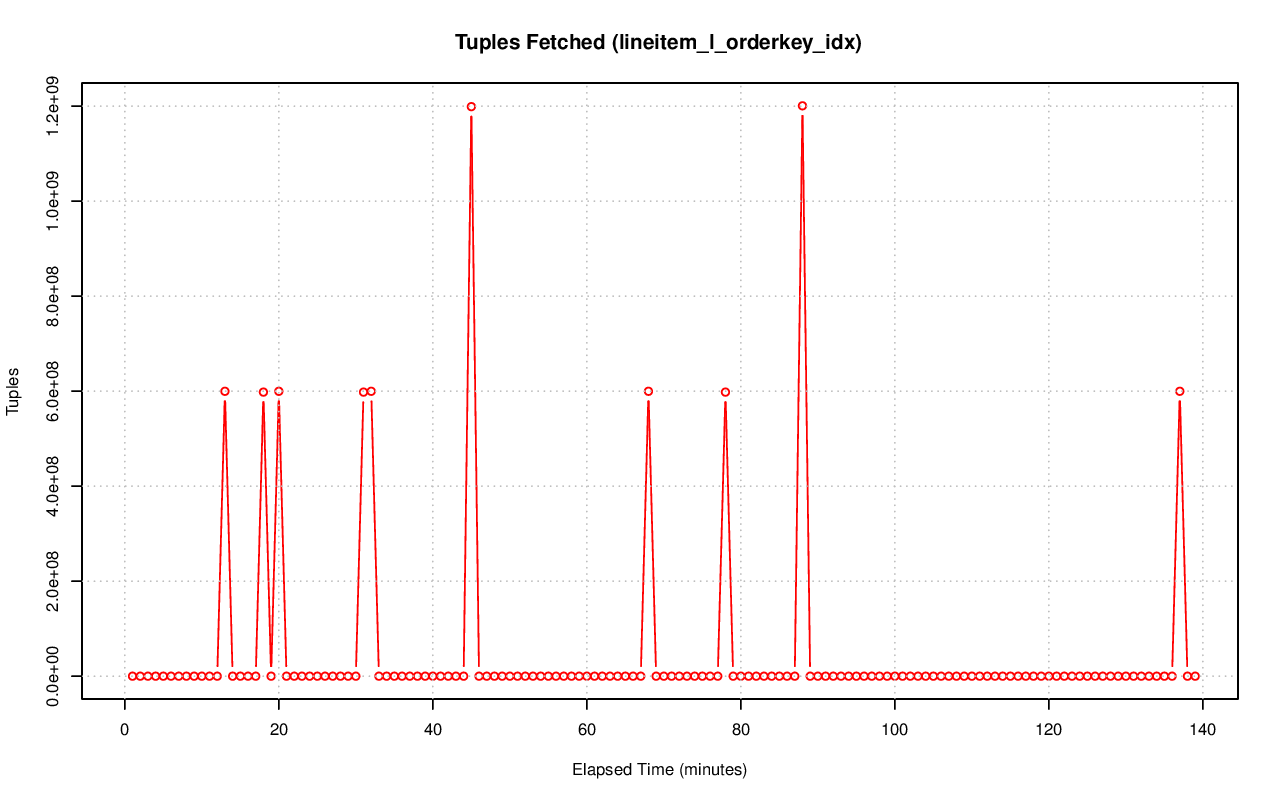 Tuples Fetched (lineitem_l_orderkey_idx)
1.2e+09
1.0e+09
8.0e+08
6.0e+08
4.0e+08
2.0e+08
0.0e+00
Tuples
0 20 40 60 80 100 120 140
Elapsed Time (minutes)